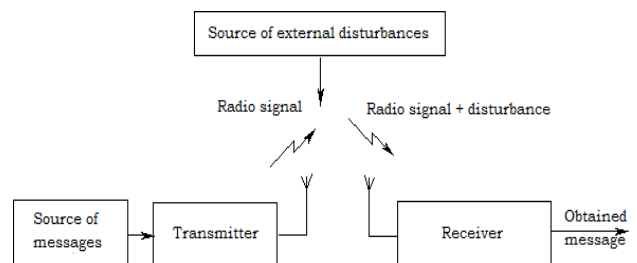 Source of external disturbances
Radio signal
Radio signal + disturbance
Source of
messages
Transmitter
Receiver
Obtained
message